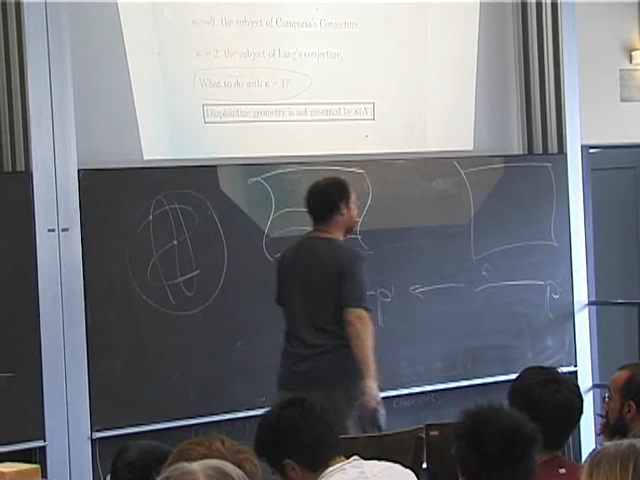 κ = 0, the subject of Campana's Conjecture
κ = 2, the subject of Lang's conjecture,
What to do with κ = 1?
Diophantine geometry is not governed by κ(X)